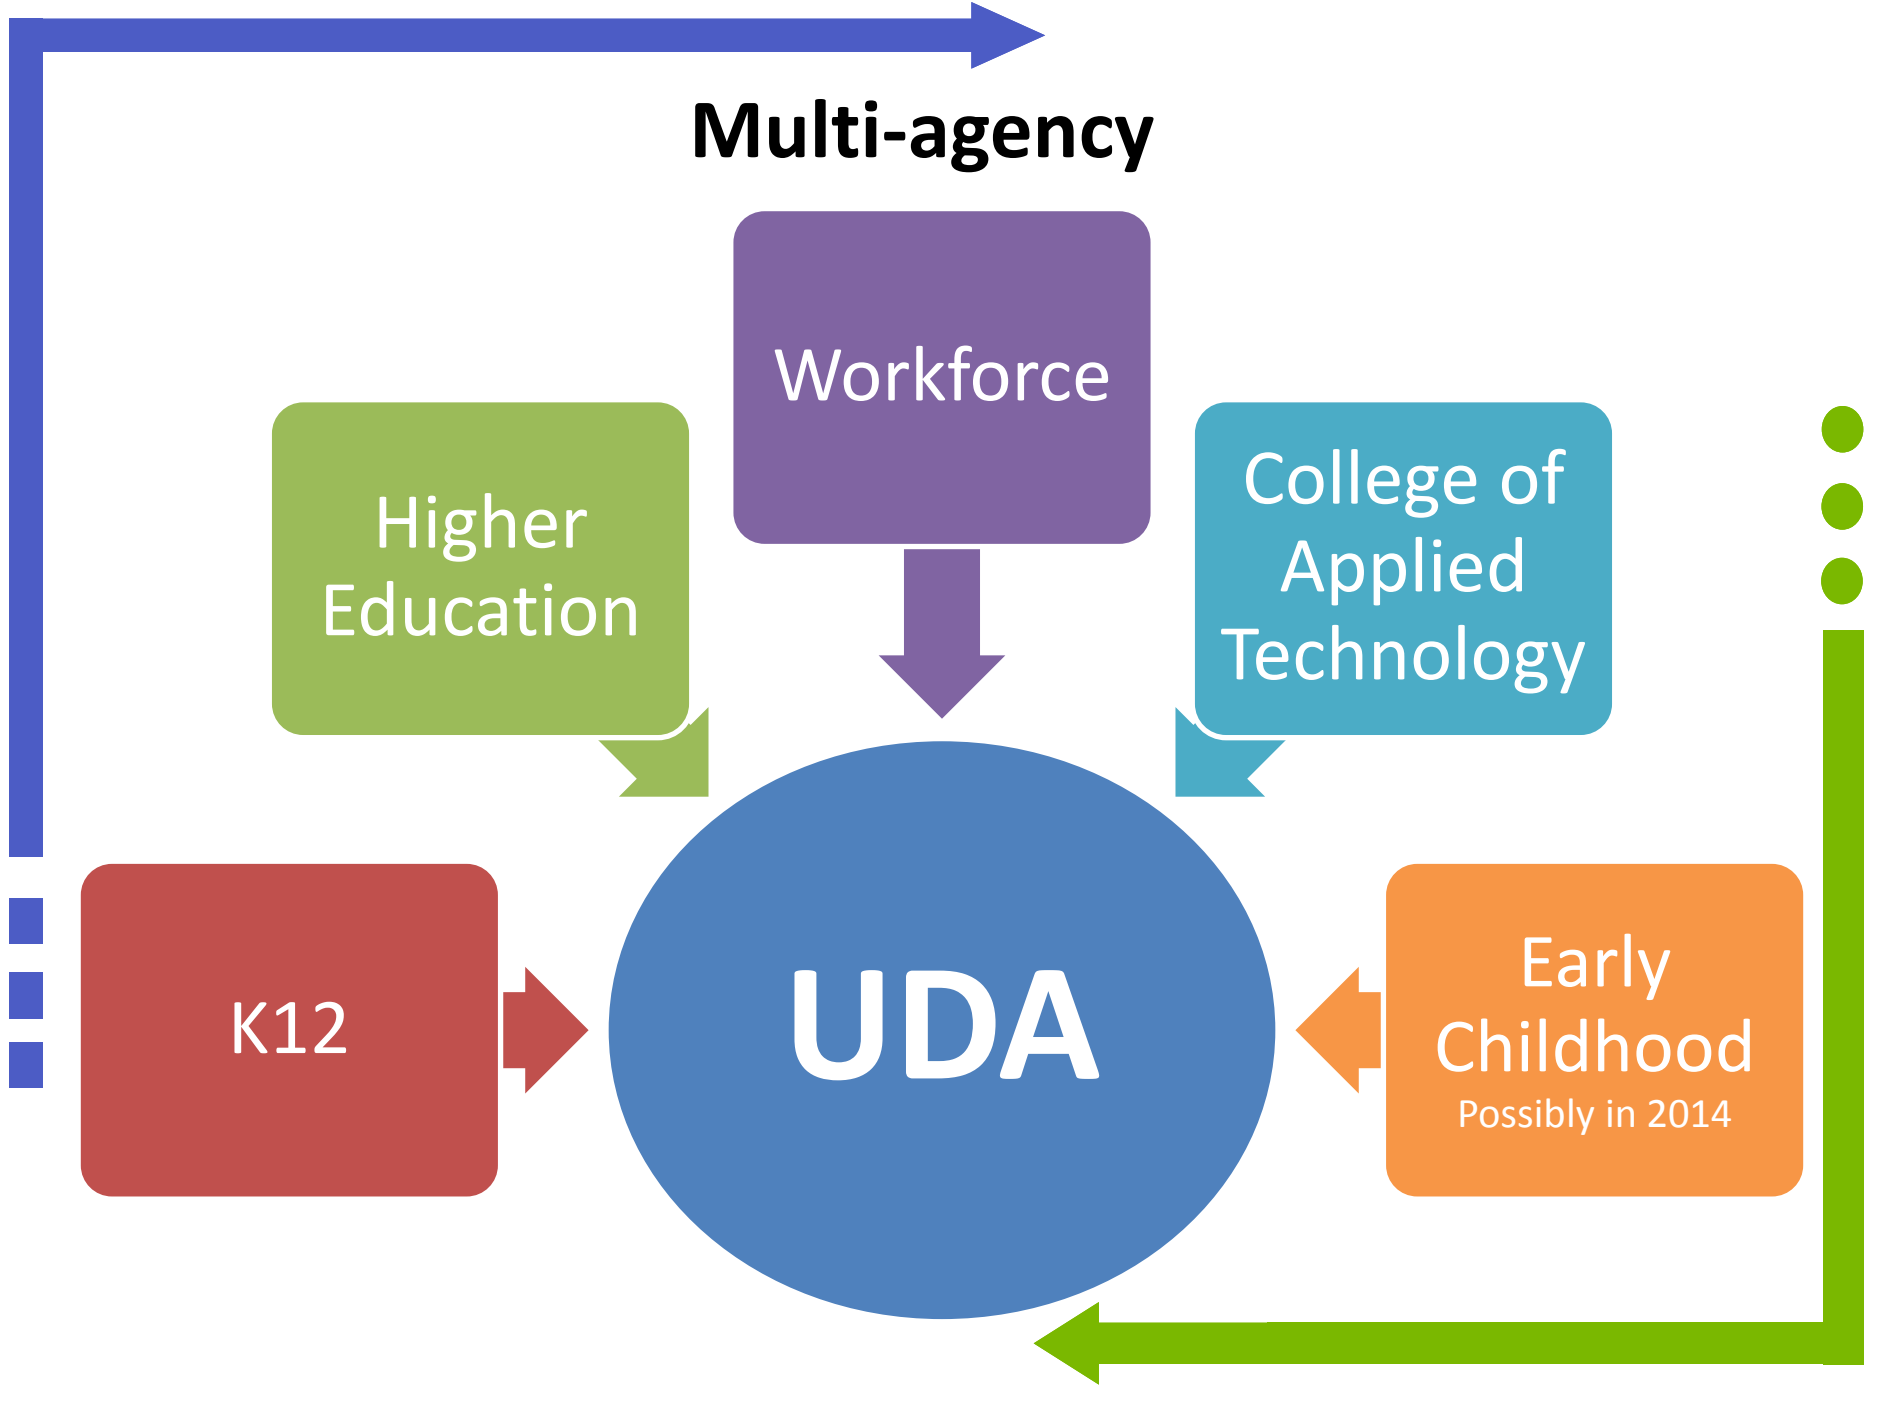 Multi-agency
Workforce
Higher
Education
College of
Applied
Technology
K12
UDA
Early
Childhood
Possibly in 2014